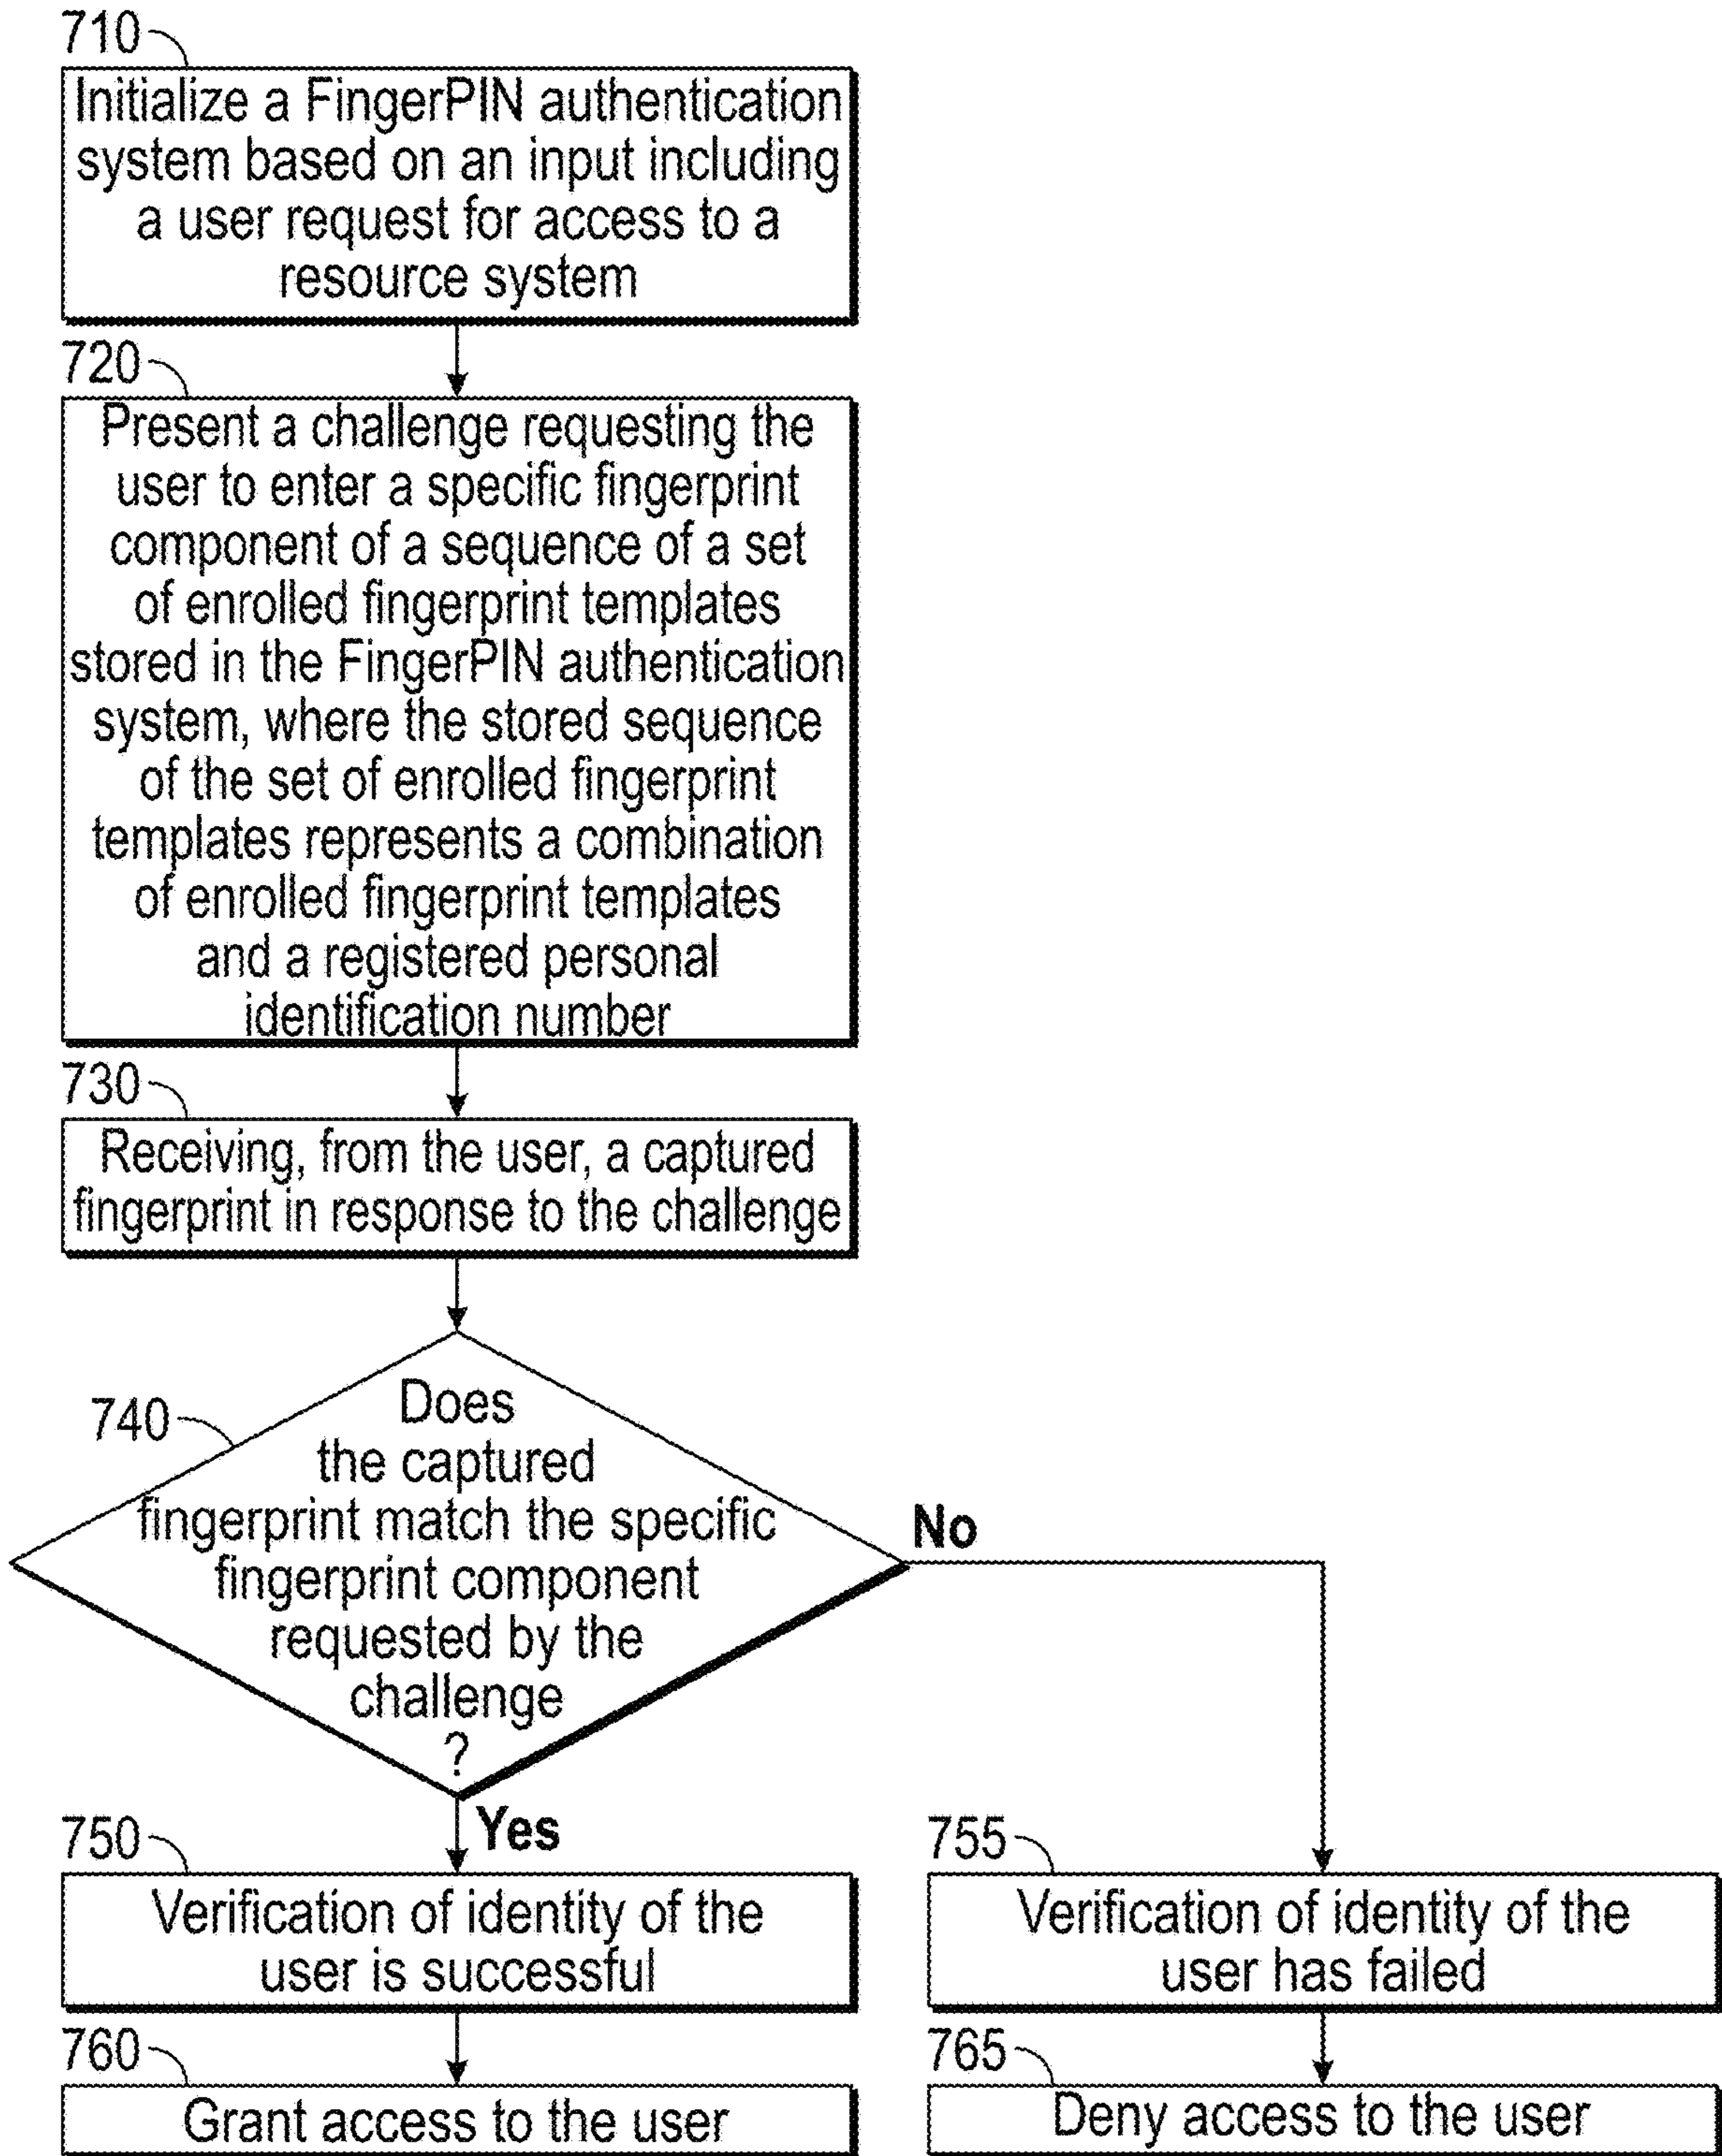 710
Initialize a FingerPIN authentication
system based on an input including
a user request for access to a
resource system
720
Present a challenge requesting the
user to enter a specific fingerprint
component of a sequence of a set
of enrolled fingerprint templates
stored in the FingerPIN authentication
system, where the stored sequence
of the set of enrolled fingerprint
templates represents a combination
of enrolled fingerprint templates
and a registered personal
identification number
730
Receiving, from the user, a captured
fingerprint in response to the challenge
740
Does
the captured
fingerprint match the specific
fingerprint component
requested by the
challenge
?
No
Yes
750
Verification of identity of the
user is successful
755
Verification of identity of the
user has failed
760
Grant access to the user
765
Deny access to the user